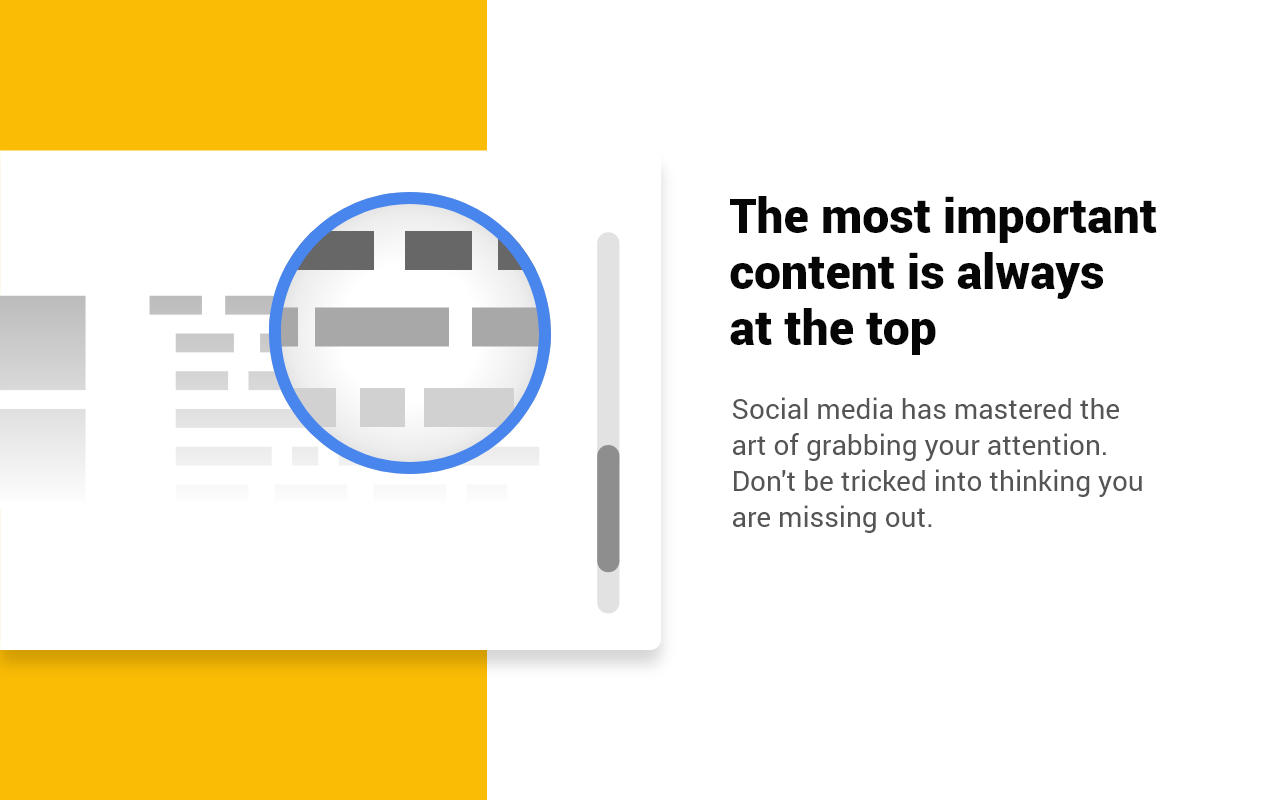 The most important
content is always
at the top
Social media has mastered the
art of grabbing your attention.
Don't be tricked into thinking you
are missing out.